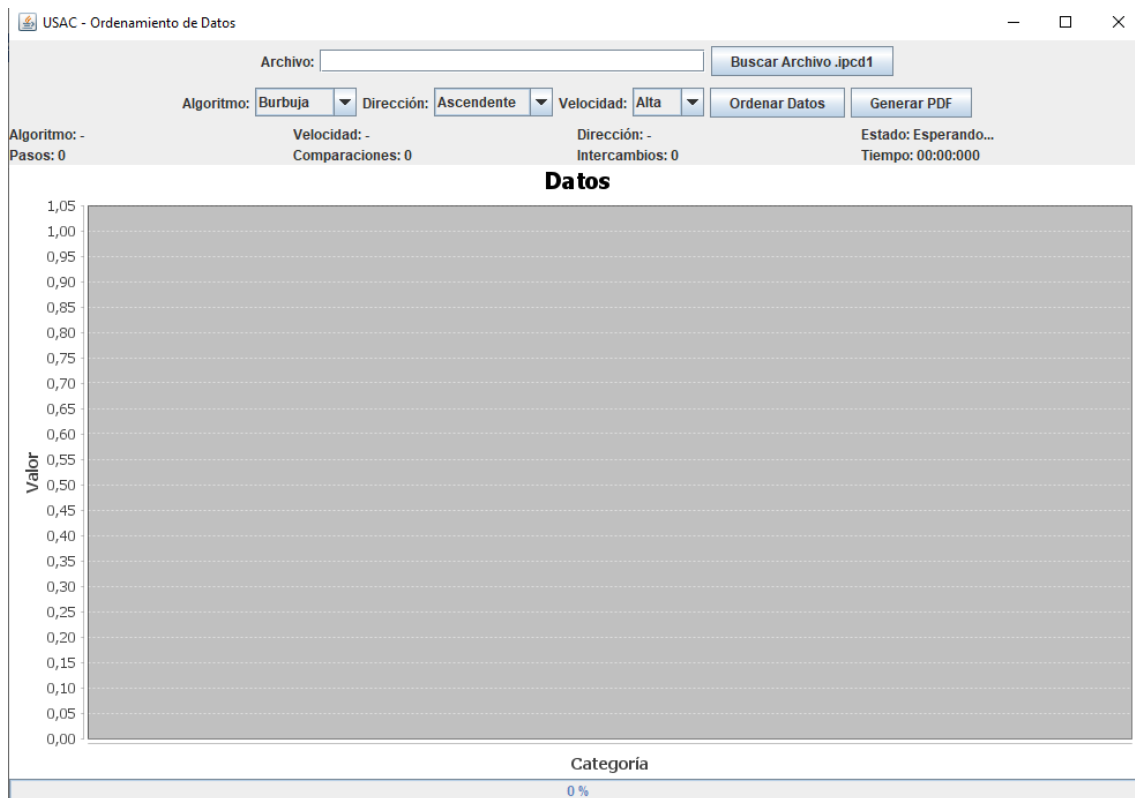 USAC - Ordenamiento de Datos
Archivo: Buscar Archivo .ipcd1
Algoritmo: Burbuja Dirección: Ascendente Velocidad: Alta Ordenar Datos Generar PDF
Algoritmo: - Velocidad: - Dirección: - Estado: Esperando...
Pasos: 0 Comparaciones: 0 Intercambios: 0 Tiempo: 00:00:000
Datos
1,05
1,00
0,95
0,90
0,85
0,80
0,75
0,70
0,65
0,60
0,55
0,50
0,45
0,40
0,35
0,30
0,25
0,20
0,15
0,10
0,05
0,00
Valor
Categoría
0 %